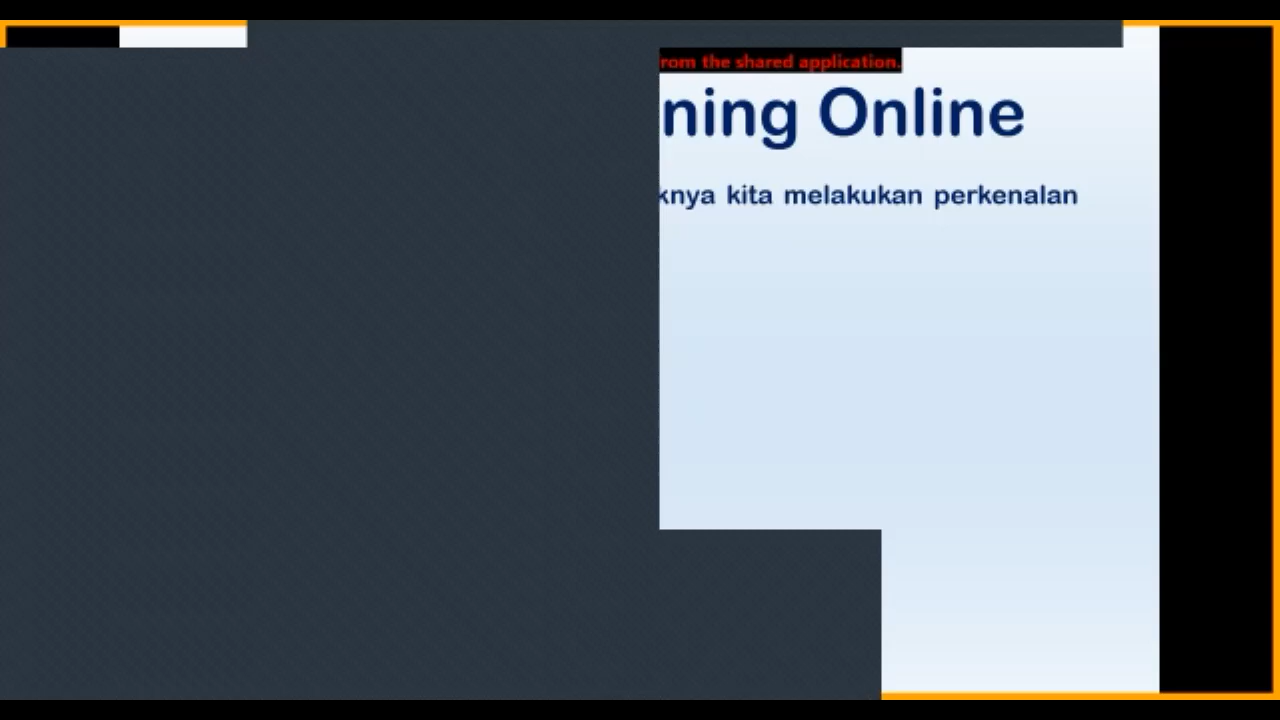 rom the shared application.
ning Online
knya kita melakukan perkenalan